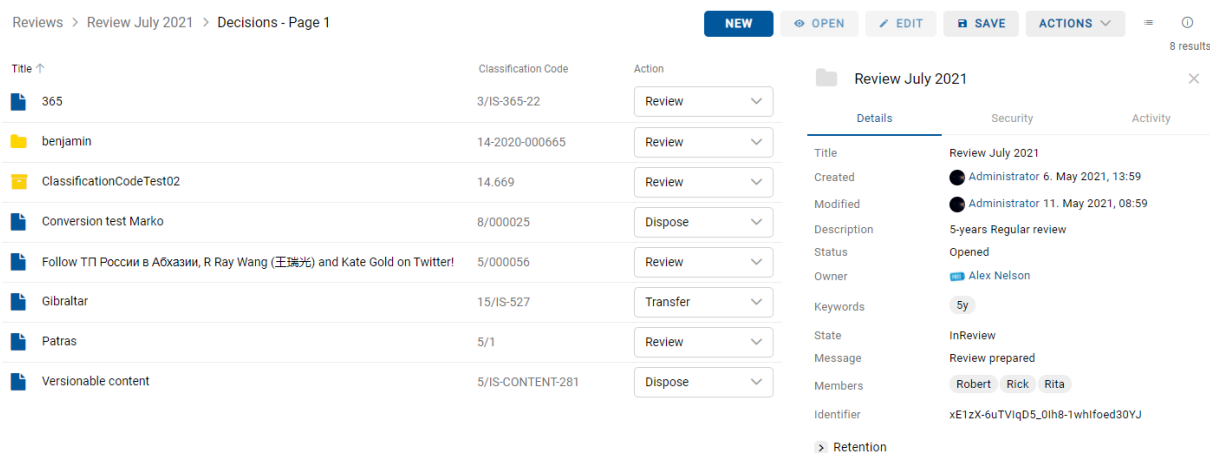 Reviews > Review July 2021 > Decisions - Page 1
NEW OPEN EDIT SAVE ACTIONS
8 results
Title ↑ Classification Code Action
365 3/IS-365-22 Review
benjamin 14-2020-000665 Review
ClassificationCodeTest02 14.669 Review
Conversion test Marko 8/000025 Dispose
Follow ТП России в Абхазии, R Ray Wang (王瑞光) and Kate Gold on Twitter! 5/000056 Review
Gibraltar 15/IS-527 Transfer
Patras 5/1 Review
Versionable content 5/IS-CONTENT-281 Dispose
Review July 2021
Details Security Activity
Title Review July 2021
Created Administrator 6. May 2021, 13:59
Modified Administrator 11. May 2021, 08:59
Description 5-years Regular review
Status Opened
Owner Alex Nelson
Keywords 5y
State InReview
Message Review prepared
Members Robert Rick Rita
Identifier xE1zX-6uTVIqD5_0Ih8-1whIfoed30YJ
> Retention